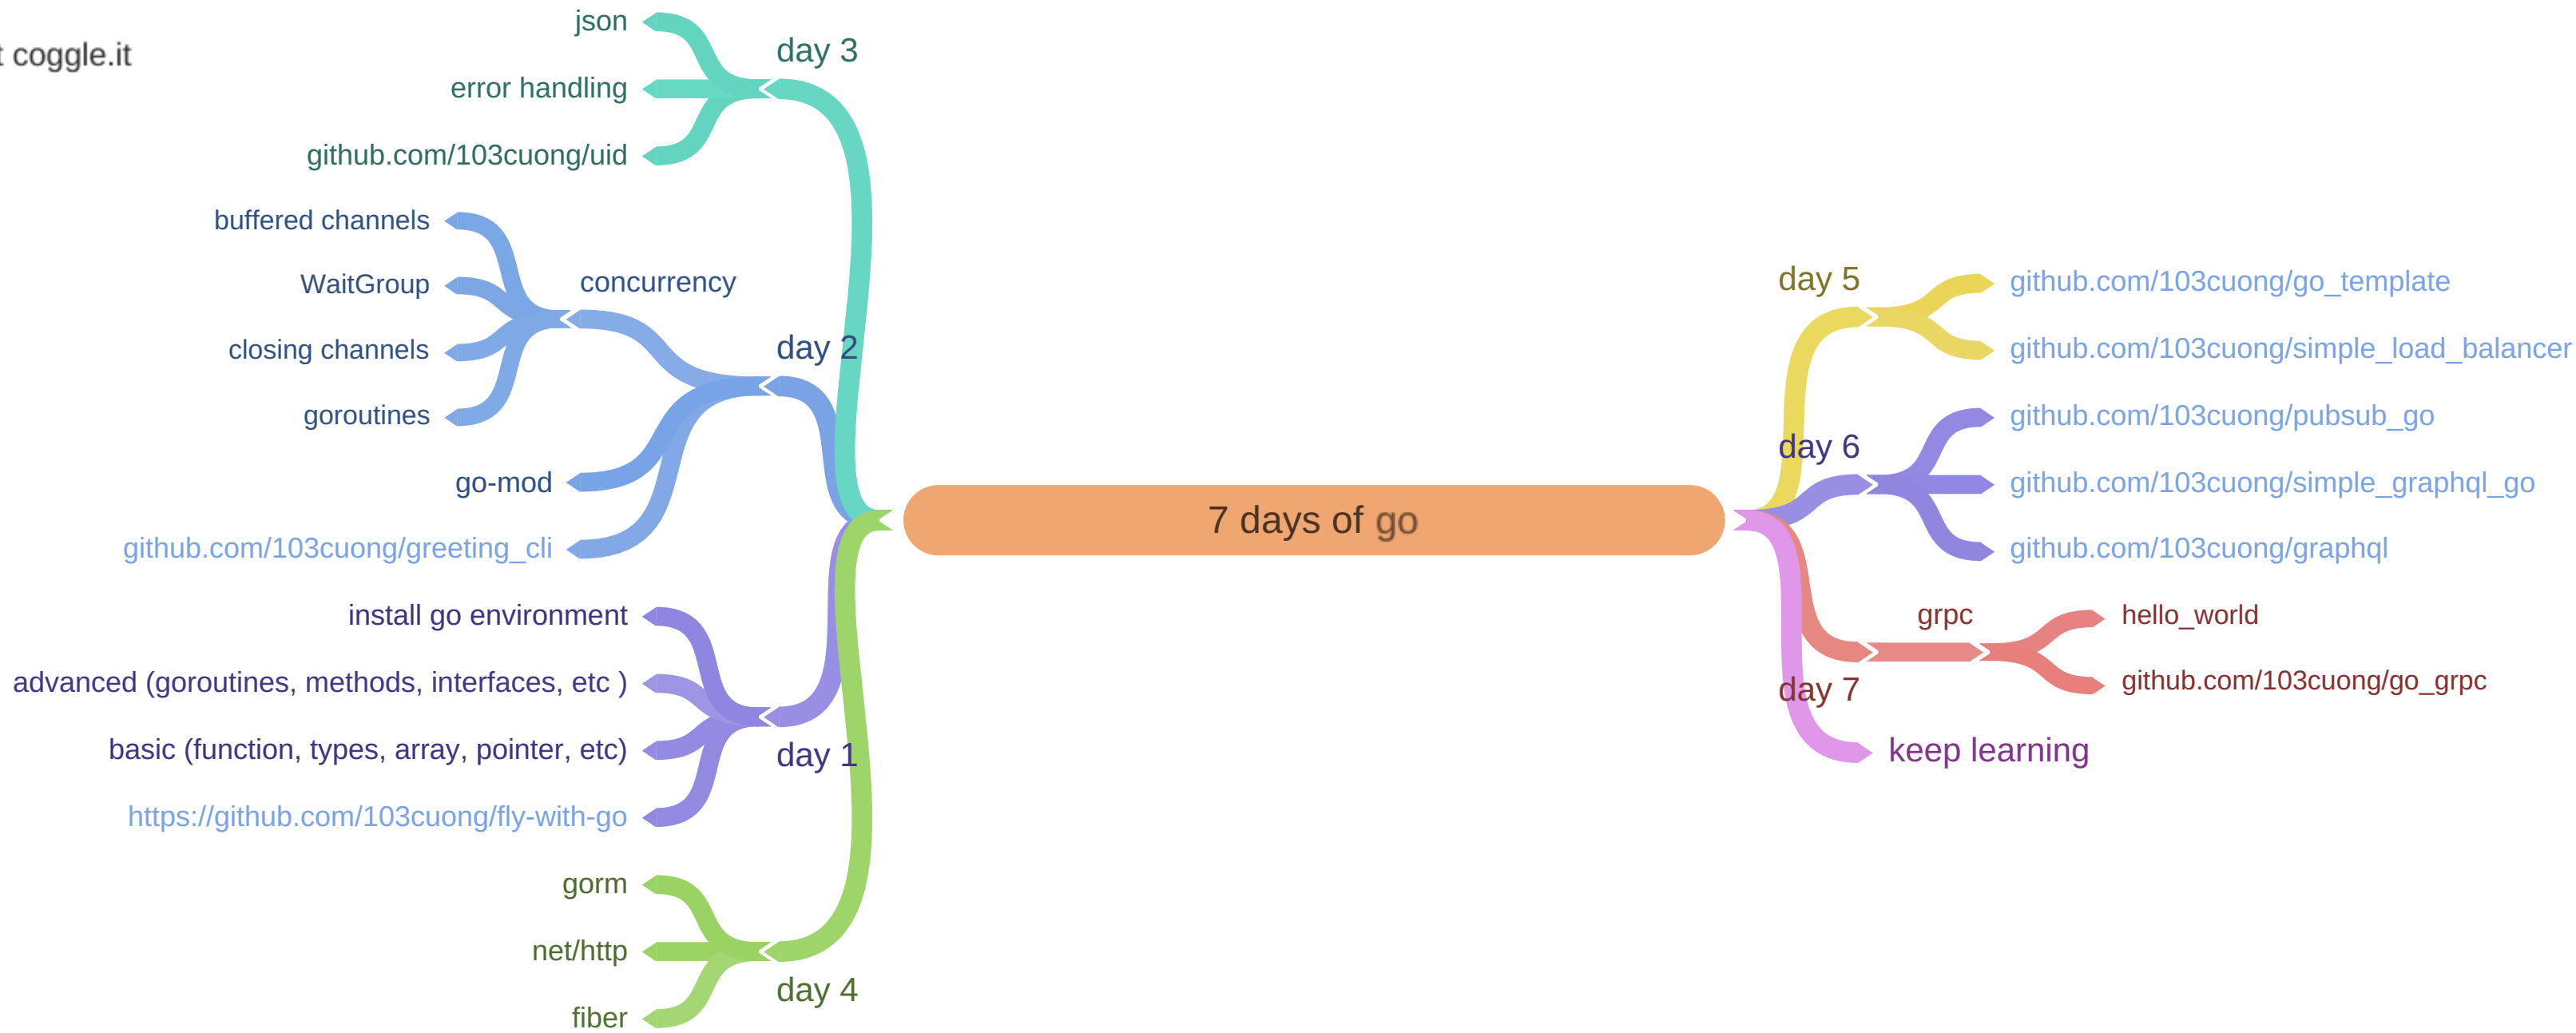 t coggle.it
json
day 3
error handling
github.com/103cuong/uid
buffered channels
WaitGroup
concurrency
closing channels
day 2
goroutines
go-mod
github.com/103cuong/greeting_cli
install go environment
advanced (goroutines, methods, interfaces, etc )
basic (function, types, array, pointer, etc)
day 1
https://github.com/103cuong/fly-with-go
gorm
net/http
day 4
fiber
7 days of go
day 5
github.com/103cuong/go_template
github.com/103cuong/simple_load_balancer
github.com/103cuong/pubsub_go
day 6
github.com/103cuong/simple_graphql_go
github.com/103cuong/graphql
grpc
hello_world
github.com/103cuong/go_grpc
day 7
keep learning